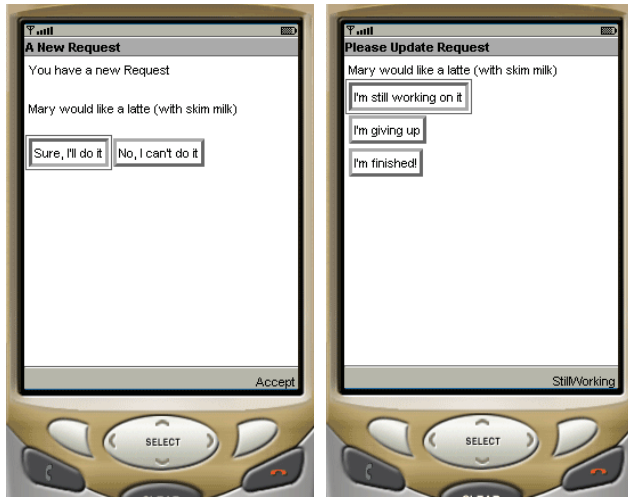 A New Request
You have a new Request
Mary would like a latte (with skim milk)
Sure, I'll do it
No, I can't do it
Accept
SELECT
CLEAR
Please Update Request
Mary would like a latte (with skim milk)
I'm still working on it
I'm giving up
I'm finished!
StillWorking
SELECT
CLEAR